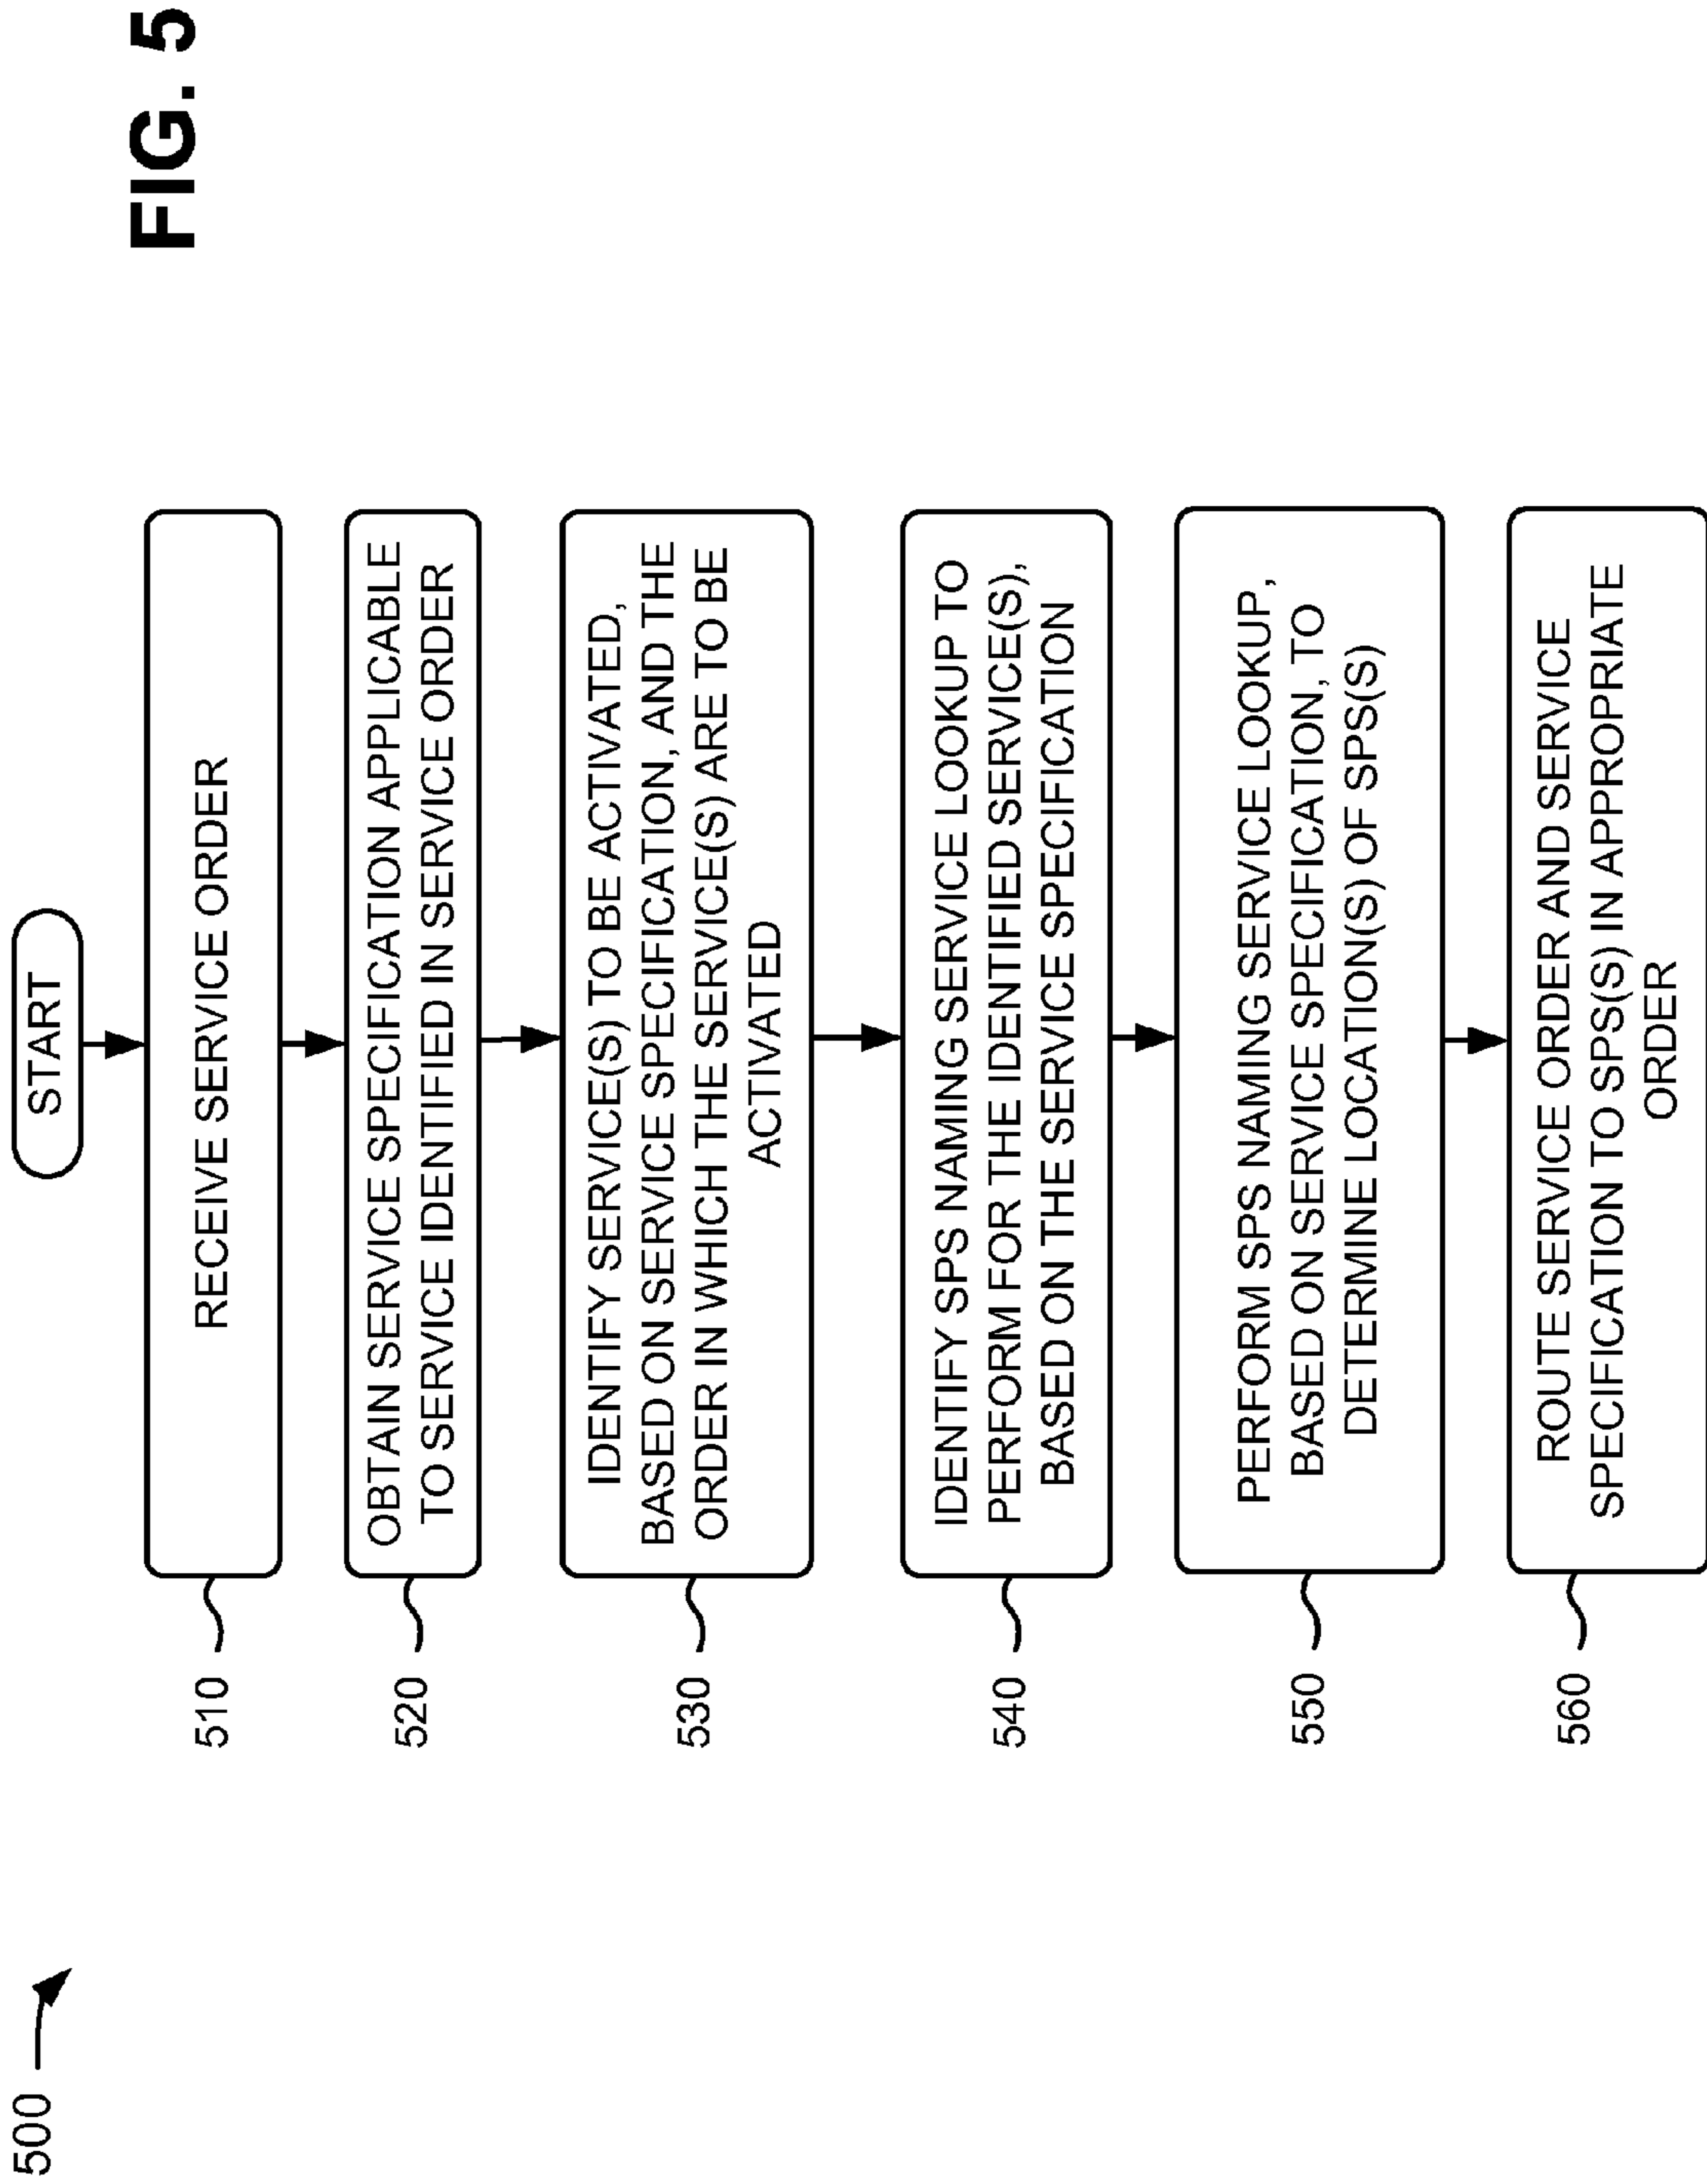 500
START
510
RECEIVE SERVICE ORDER
520
OBTAIN SERVICE SPECIFICATION APPLICABLE
TO SERVICE IDENTIFIED IN SERVICE ORDER
530
IDENTIFY SERVICE(S) TO BE ACTIVATED,
BASED ON SERVICE SPECIFICATION, AND THE
ORDER IN WHICH THE SERVICE(S) ARE TO BE
ACTIVATED
540
IDENTIFY SPS NAMING SERVICE LOOKUP TO
PERFORM FOR THE IDENTIFIED SERVICE(S),
BASED ON THE SERVICE SPECIFICATION
550
PERFORM SPS NAMING SERVICE LOOKUP,
BASED ON SERVICE SPECIFICATION, TO
DETERMINE LOCATION(S) OF SPS(S)
560
ROUTE SERVICE ORDER AND SERVICE
SPECIFICATION TO SPS(S) IN APPROPRIATE
ORDER
FIG. 5